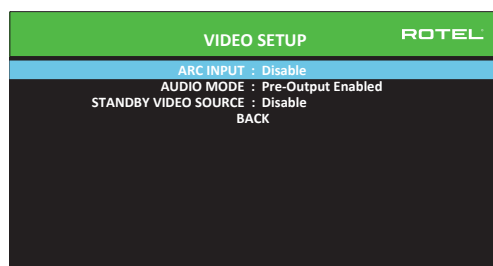 VIDEO SETUP
ROTEL
ARC INPUT : Disable
AUDIO MODE : Pre-Output Enabled
STANDBY VIDEO SOURCE : Disable
BACK